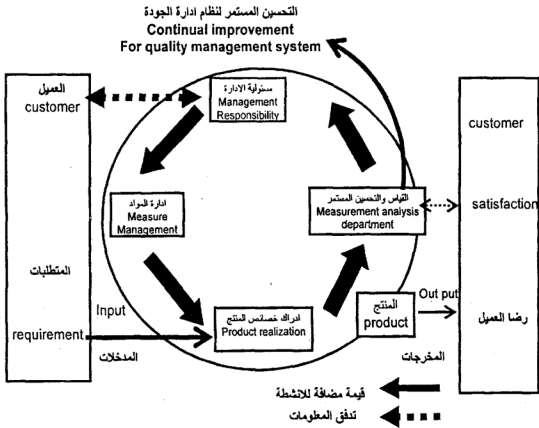 التحسين المستمر لنظام ادارة الجودة
Continual improvement
For quality management system
العميل
customer
المتطلبات
requirement
Input
المدخلات
مسئولية الادارة
Management
Responsibility
ادارة المواد
Measure
Management
ادراك خصائص المنتج
Product realization
القياس والتحسين المستمر
Measurement analysis
department
المنتج
product
Out put
المخرجات
customer
satisfaction
رضا العميل
قيمة مضافة للانشطة
تدفق المعلومات